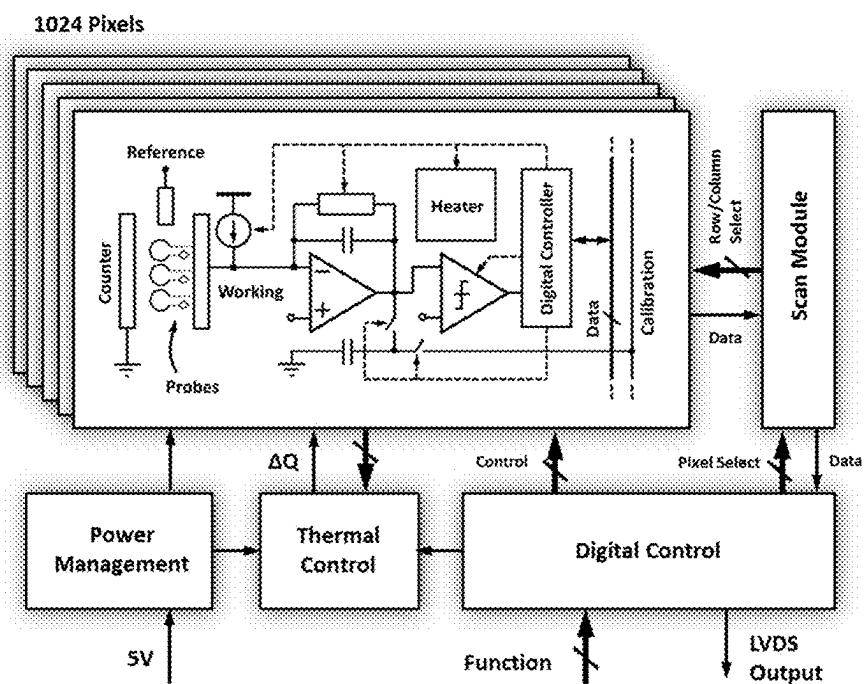 1024 Pixels
Reference
Counter
Working
Probes
Heater
Digital Controller
Data
Calibration
Row/Column
Select
Scan Module
Data
ΔQ
Control
Pixel Select
Data
Power
Management
Thermal
Control
Digital Control
5V
Function
LVDS
Output